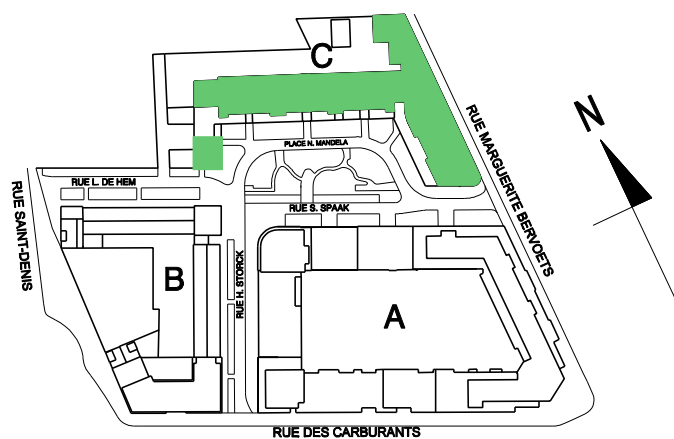 C
N
RUE MARGUERITE BERVOETS
PLACE N. MANDELA
RUE L. DE HEM
RUE SAINT-DENIS
RUE S. SPAAK
B
RUE H. STORCK
A
RUE DES CARBURANTS